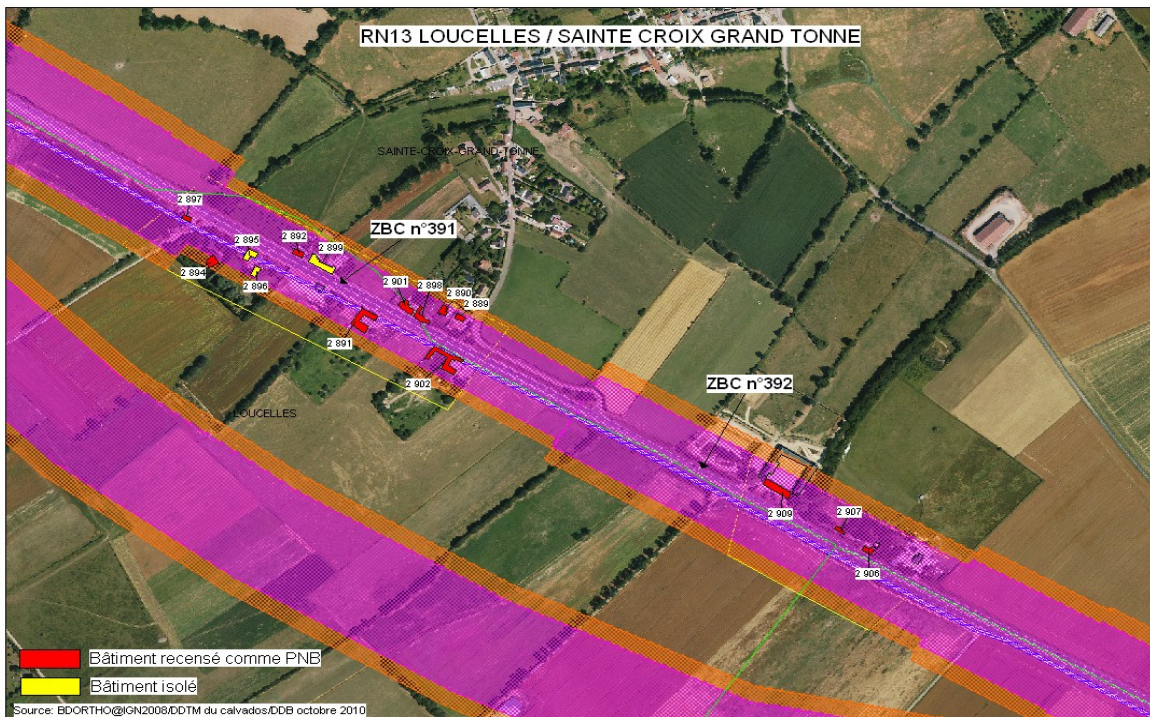 RN13 LOUCELLES / SAINTE CROIX GRAND TONNE
SAINTE-CROIX-GRAND-TONNE
2 897
ZBC n°391
2 895
2 892
2 899
2 894
2 896
2 901
2 898
2 890
2 889
2 891
2 902
ZBC n°392
LOUCELLES
2 909
2 907
2 906
Bâtiment recensé comme PNB
Bâtiment isolé
Source: BDORTHO@IGN2008/DDTM du calvados/DDB octobre 2010